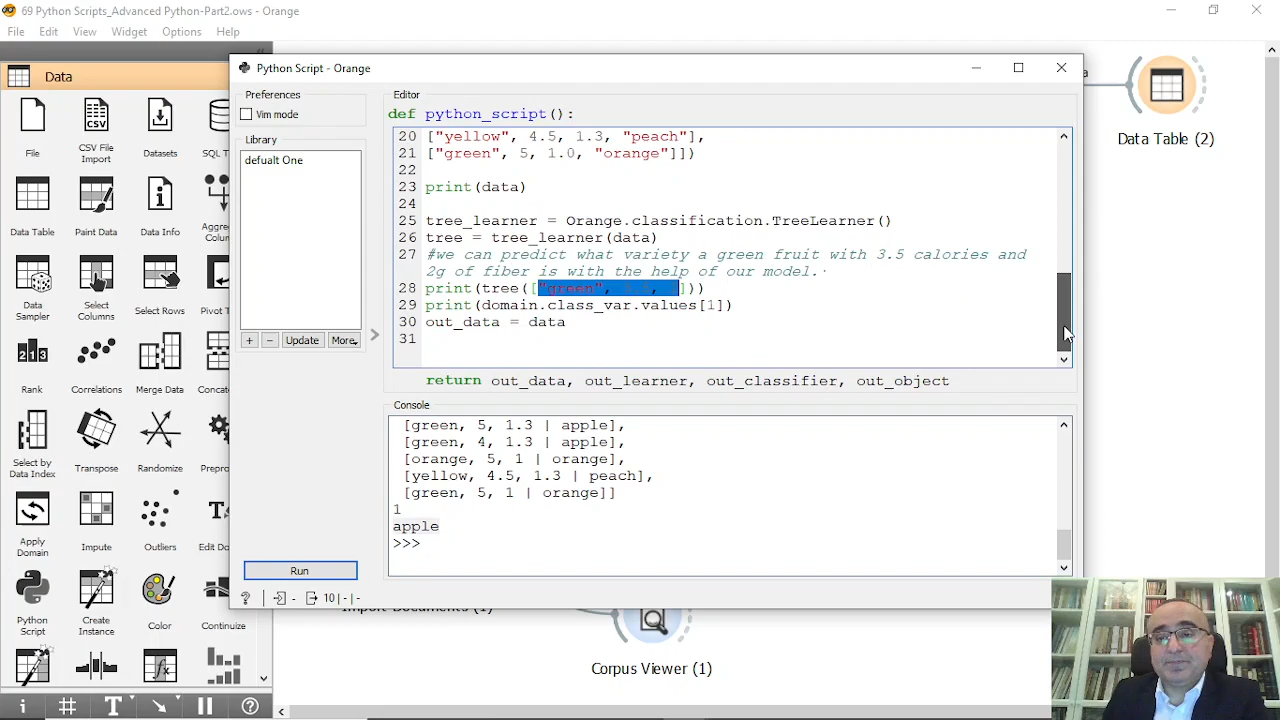 69 Python Scripts_Advanced Python-Part2.ows - Orange
File Edit View Widget Options Help
Data
File
CSV File
Import
Datasets
SQL T
Data Table
Paint Data
Data Info
Aggreg
Colum
Data
Sampler
Select
Columns
Select Rows
Pivot T
Rank
Correlations
Merge Data
Concate
Select by
Data Index
Transpose
Randomize
Prepro
Apply
Domain
Impute
Outliers
Edit Do
Python
Script
Create
Instance
Color
Continuize
Python Script - Orange
Preferences
Vim mode
Library
defualt One
+ − Update More
Run
Editor
def python_script():
20 ["yellow", 4.5, 1.3, "peach"],
21 ["green", 5, 1.0, "orange"]])
22
23 print(data)
24
25 tree_learner = Orange.classification.TreeLearner()
26 tree = tree_learner(data)
27 #we can predict what variety a green fruit with 3.5 calories and
2g of fiber is with the help of our model.
28 print(tree(["green", ]))
29 print(domain.class_var.values[1])
30 out_data = data
31
return out_data, out_learner, out_classifier, out_object
Console
[green, 5, 1.3 | apple],
[green, 4, 1.3 | apple],
[orange, 5, 1 | orange],
[yellow, 4.5, 1.3 | peach],
[green, 5, 1 | orange]]
1
apple
>>>
? - 10|-|-
a
Data Table (2)
Import Documents (1)
Corpus Viewer (1)